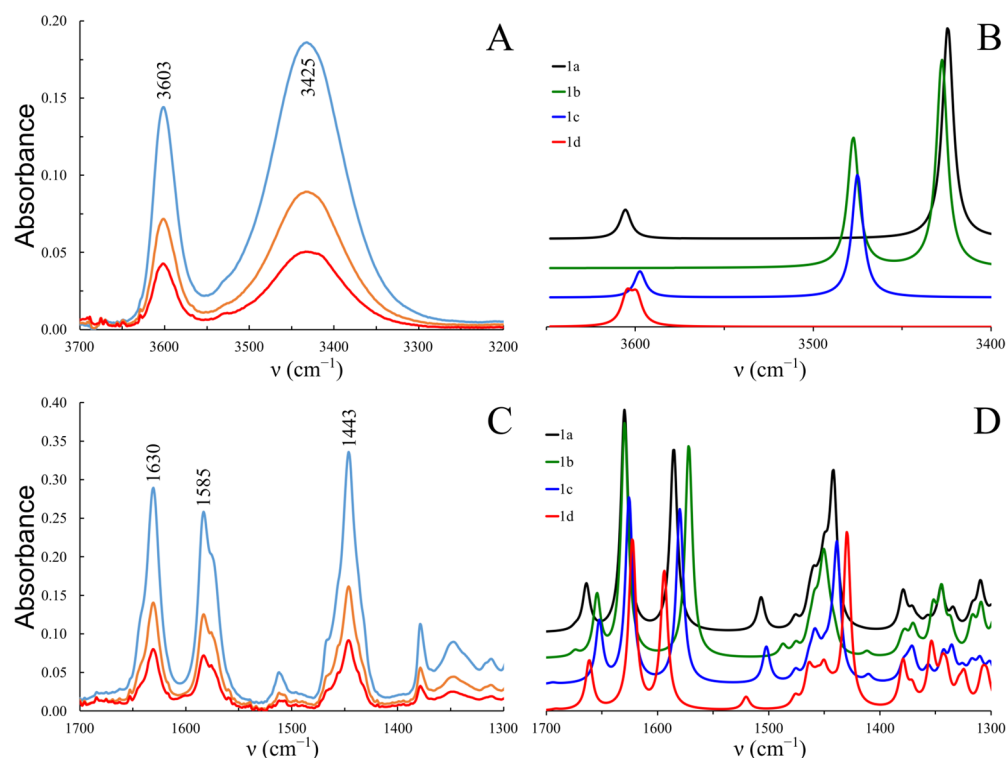 A
0.20
0.15
0.10
0.05
0.00
Absorbance
3603
3425
3700
3600
3500
3400
3300
3200
ν (cm⁻¹)
B
1a
1b
1c
1d
3600
3500
3400
ν (cm⁻¹)
C
0.40
0.35
0.30
0.25
0.20
0.15
0.10
0.05
0.00
Absorbance
1630
1585
1443
1700
1600
1500
1400
1300
ν (cm⁻¹)
D
1a
1b
1c
1d
1700
1600
1500
1400
1300
ν (cm⁻¹)